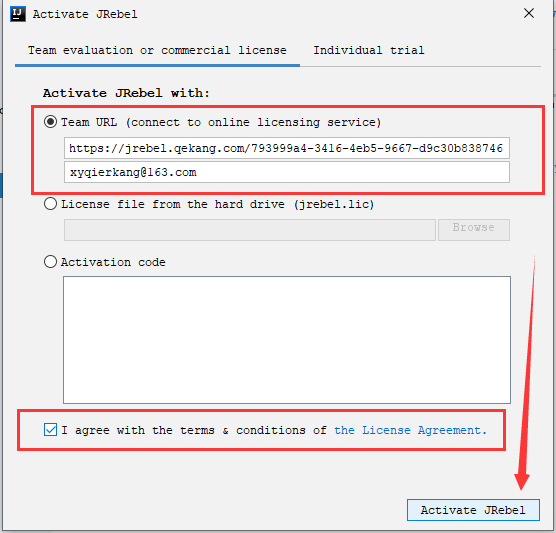 IJ Activate JRebel
Team evaluation or commercial license Individual trial
Activate JRebel with:
Team URL (connect to online licensing service)
https://jrebel.qekang.com/793999a4-3416-4eb5-9667-d9c30b838746
xyqierkang@163.com
License file from the hard drive (jrebel.lic)
Browse
Activation code
I agree with the terms & conditions of the License Agreement.
Activate JRebel